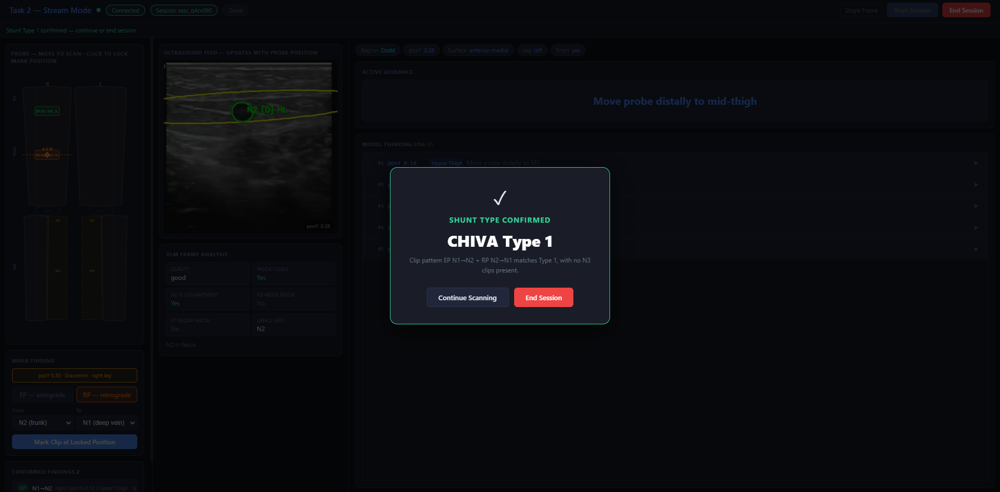 Task 2 — Stream Mode
Connected
Session: sess_q4cv090
Dodd
Single Frame
Start Session
End Session
Shunt Type 1 confirmed — continue or end session
PROBE — MOVE TO SCAN · CLICK TO LOCK
MARK POSITION
R
L
SFJ
Thigh
Calf
EP N1→N2
0.30
SSV
SSV
SSV
SSV
MARK FINDING
posY 0.30 · Giacomini · right leg
EP — antegrade
RP — retrograde
From
To
N2 (trunk)
N1 (deep vein)
Mark Clip at Locked Position
CONFIRMED FINDINGS 2
EP N1→N2 right | posY=0.12 | Upper Thigh ×
ULTRASOUND FEED — UPDATES WITH PROBE POSITION
N2 [0] HL
posY: 0.28
VLM FRAME ANALYSIS
QUALITY
good
FASCIA VISIBLE
Yes
N2 IN COMPARTMENT
Yes
N3 ABOVE FASCIA
No
N1 BELOW FASCIA
No
LABELS SEEN
N2
N2 in fascia
Region Dodd
posY 0.28
Surface anterior-medial
Leg left
Front yes
ACTIVE GUIDANCE
Move probe distally to mid-thigh
MODEL THINKING LOG (5)
#1 posY 0.10 Upper Thigh Move probe distally to SFJ
#2
#3
#4
#5
✓
SHUNT TYPE CONFIRMED
CHIVA Type 1
Clip pattern EP N1→N2 + RP N2→N1 matches Type 1, with no N3
clips present.
Continue Scanning
End Session